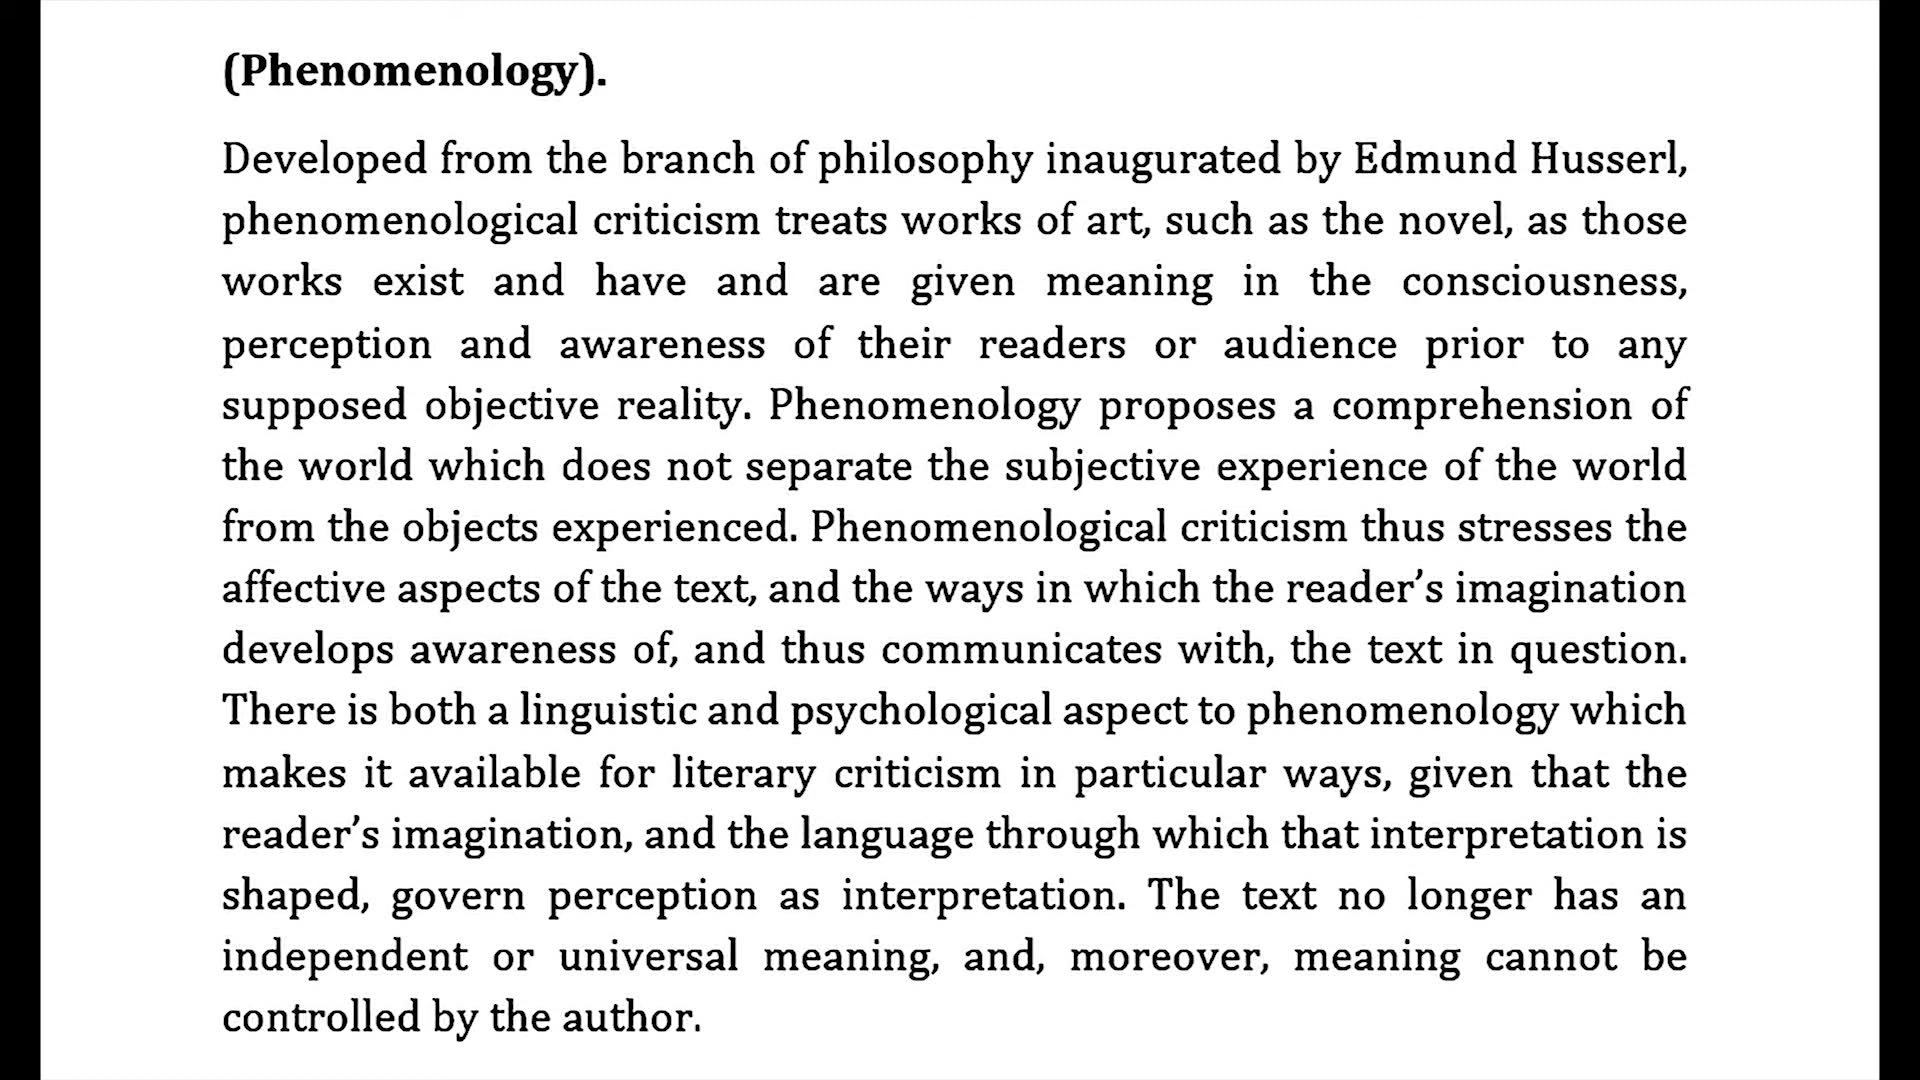 (Phenomenology).
Developed from the branch of philosophy inaugurated by Edmund Husserl,
phenomenological criticism treats works of art, such as the novel, as those
works exist and have and are given meaning in the consciousness,
perception and awareness of their readers or audience prior to any
supposed objective reality. Phenomenology proposes a comprehension of
the world which does not separate the subjective experience of the world
from the objects experienced. Phenomenological criticism thus stresses the
affective aspects of the text, and the ways in which the reader’s imagination
develops awareness of, and thus communicates with, the text in question.
There is both a linguistic and psychological aspect to phenomenology which
makes it available for literary criticism in particular ways, given that the
reader’s imagination, and the language through which that interpretation is
shaped, govern perception as interpretation. The text no longer has an
independent or universal meaning, and, moreover, meaning cannot be
controlled by the author.